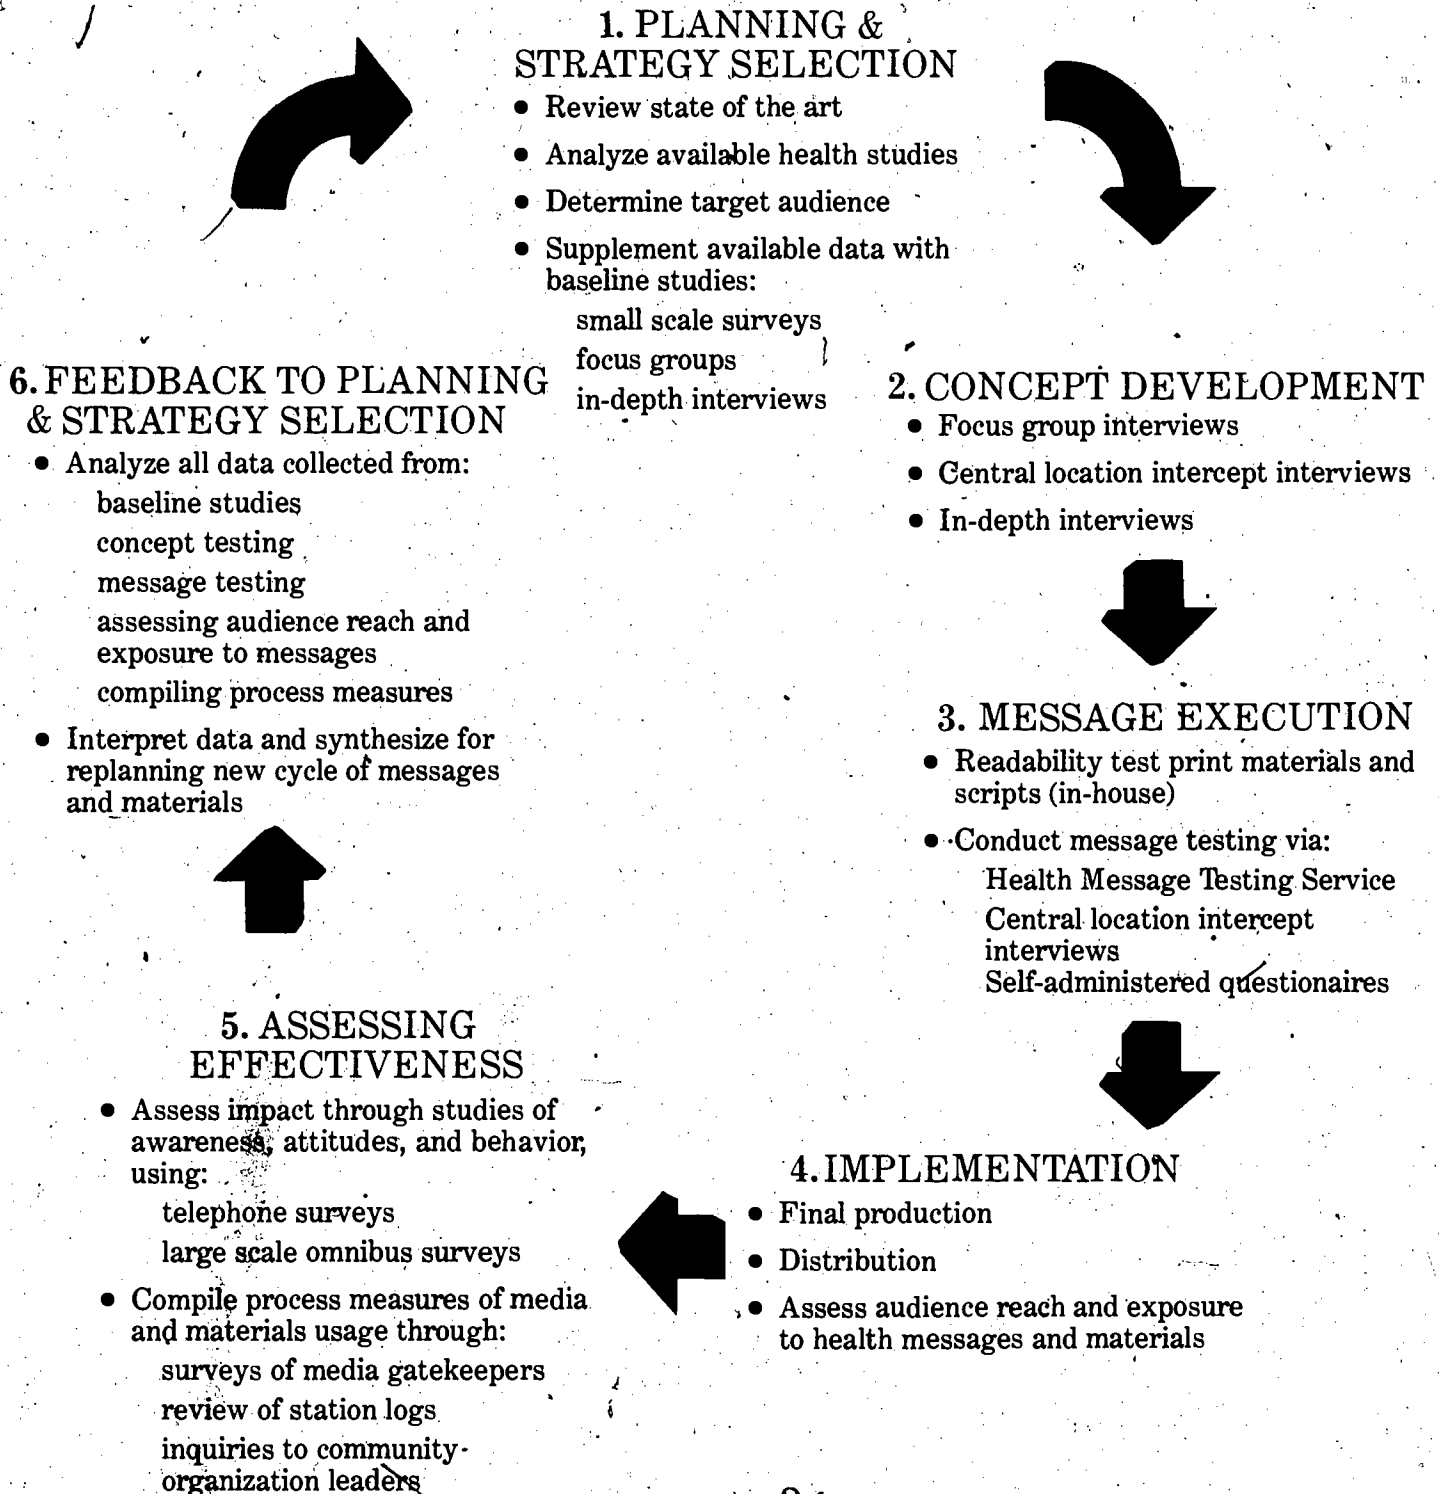 1. PLANNING &
STRATEGY SELECTION
• Review state of the art
• Analyze available health studies
• Determine target audience
• Supplement available data with
baseline studies:
small scale surveys
focus groups
in-depth interviews
2. CONCEPT DEVELOPMENT
• Focus group interviews
• Central location intercept interviews
• In-depth interviews
3. MESSAGE EXECUTION
• Readability test print materials and
scripts (in-house)
• Conduct message testing via:
Health Message Testing Service
Central location intercept
interviews
Self-administered questionaires
4. IMPLEMENTATION
• Final production
• Distribution
• Assess audience reach and exposure
to health messages and materials
5. ASSESSING
EFFECTIVENESS
• Assess impact through studies of
awareness, attitudes, and behavior,
using:
telephone surveys
large scale omnibus surveys
• Compile process measures of media
and materials usage through:
surveys of media gatekeepers
review of station logs
inquiries to community-
organization leaders
6. FEEDBACK TO PLANNING
& STRATEGY SELECTION
• Analyze all data collected from:
baseline studies
concept testing
message testing
assessing audience reach and
exposure to messages
compiling process measures
• Interpret data and synthesize for
replanning new cycle of messages
and materials